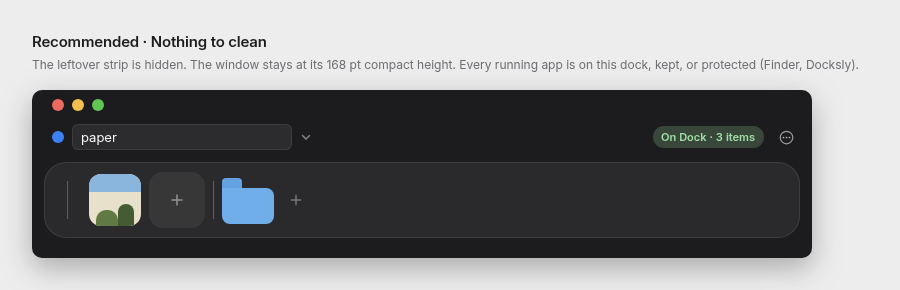 Recommended · Nothing to clean
The leftover strip is hidden. The window stays at its 168 pt compact height. Every running app is on this dock, kept, or protected (Finder, Docksly).
paper
On Dock · 3 items